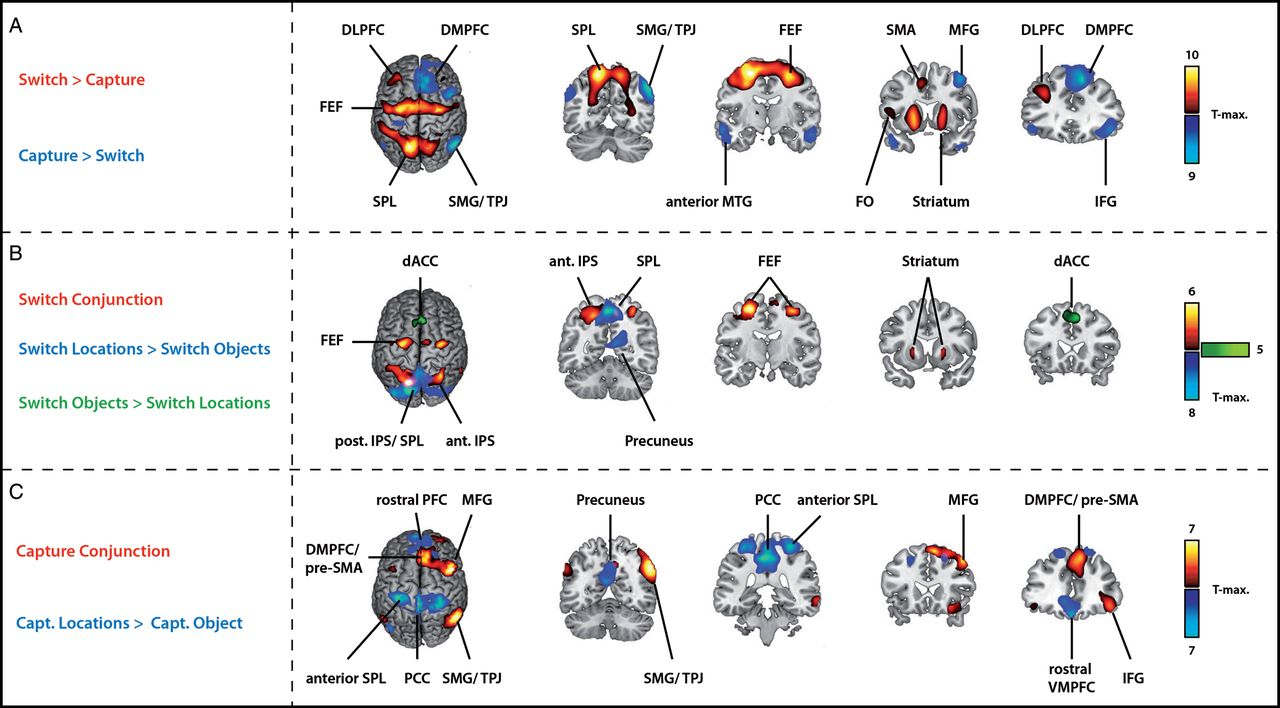 A
DLPFC DMPFC SPL SMG/ TPJ FEF SMA MFG DLPFC DMPFC
Switch > Capture
10
FEF
T-max.
Capture > Switch
9
SPL SMG/ TPJ anterior MTG FO Striatum IFG
B
dACC ant. IPS SPL FEF Striatum dACC
Switch Conjunction
6
FEF
Switch Locations > Switch Objects
5
Switch Objects > Switch Locations
T-max.
8
post. IPS/ SPL ant. IPS Precuneus
C
rostral PFC MFG Precuneus PCC anterior SPL MFG DMPFC/ pre-SMA
7
Capture Conjunction
DMPFC/
pre-SMA
T-max.
Capt. Locations > Capt. Object
7
anterior SPL PCC SMG/ TPJ SMG/ TPJ rostral
VMPFC IFG